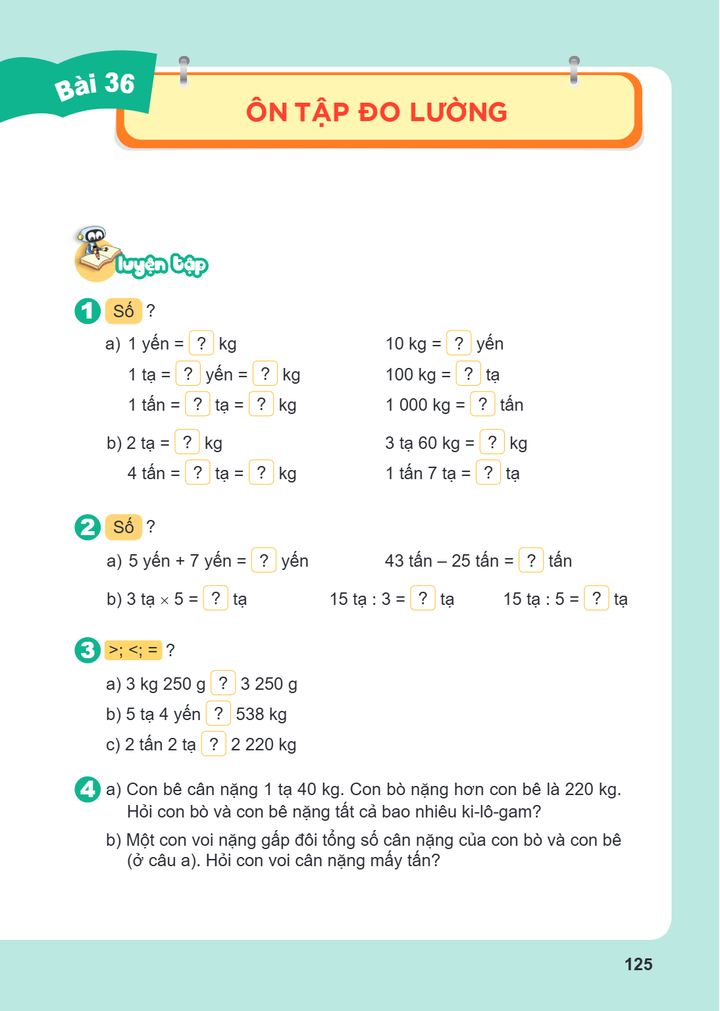 Bài 36
ÔN TẬP ĐO LƯỜNG
luyện tập
1 Số ?
a) 1 yến = ? kg 10 kg = ? yến
1 tạ = ? yến = ? kg 100 kg = ? tạ
1 tấn = ? tạ = ? kg 1 000 kg = ? tấn
b) 2 tạ = ? kg 3 tạ 60 kg = ? kg
4 tấn = ? tạ = ? kg 1 tấn 7 tạ = ? tạ
2 Số ?
a) 5 yến + 7 yến = ? yến 43 tấn – 25 tấn = ? tấn
b) 3 tạ × 5 = ? tạ 15 tạ : 3 = ? tạ 15 tạ : 5 = ? tạ
3 >; <; = ?
a) 3 kg 250 g ? 3 250 g
b) 5 tạ 4 yến ? 538 kg
c) 2 tấn 2 tạ ? 2 220 kg
4 a) Con bê cân nặng 1 tạ 40 kg. Con bò nặng hơn con bê là 220 kg.
Hỏi con bò và con bê nặng tất cả bao nhiêu ki-lô-gam?
b) Một con voi nặng gấp đôi tổng số cân nặng của con bò và con bê
(ở câu a). Hỏi con voi cân nặng mấy tấn?
125